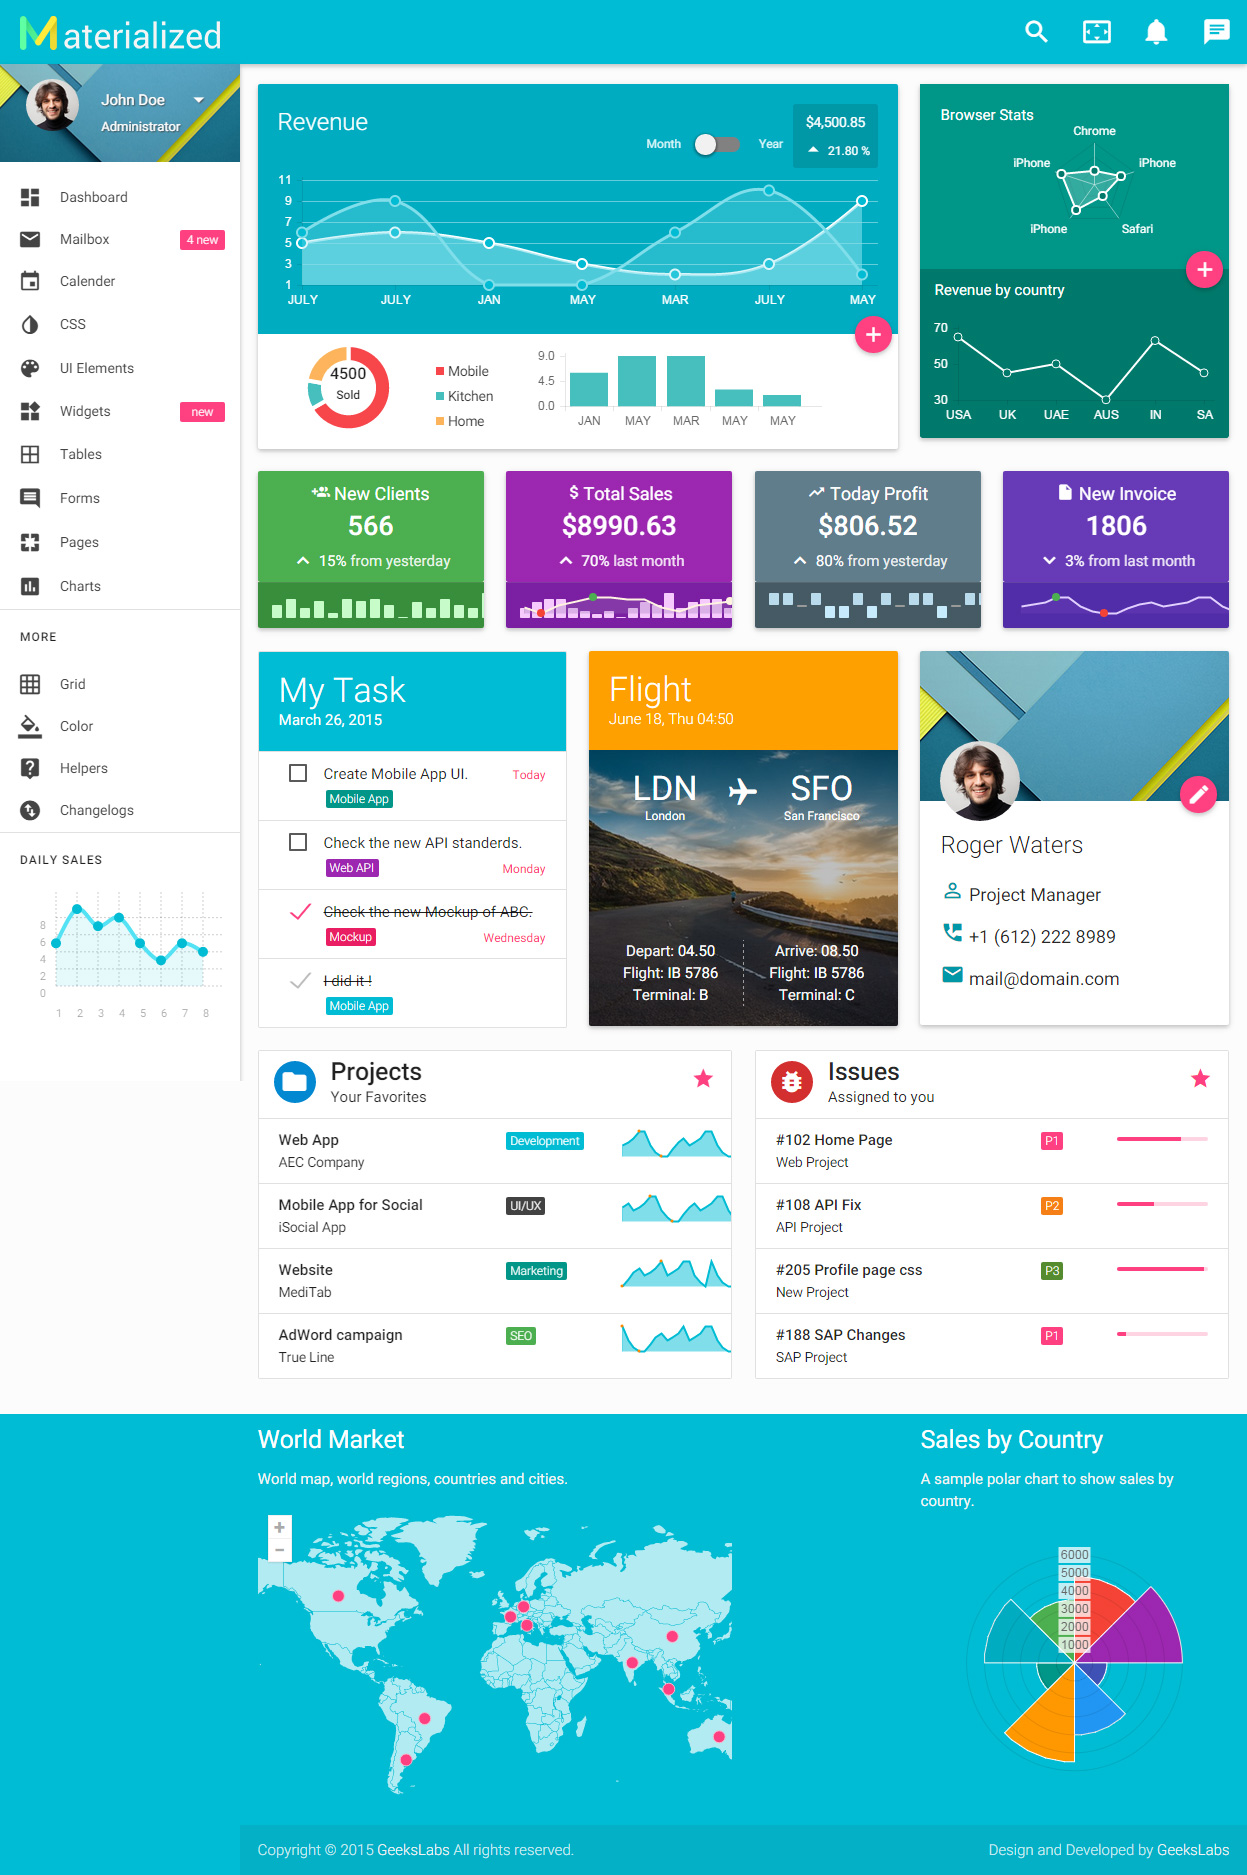 Materialized
John Doe
Administrator
Dashboard
Mailbox
4 new
Calender
CSS
UI Elements
Widgets
new
Tables
Forms
Pages
Charts
MORE
Grid
Color
Helpers
Changelogs
DAILY SALES
8
6
4
2
0
1 2 3 4 5 6 7 8
Revenue
Month
Year
$4,500.85
21.80 %
11
9
7
5
3
1
JULY JULY JAN MAY MAR JULY MAY
4500
Sold
Mobile
Kitchen
Home
9.0
4.5
0.0
JAN MAY MAR MAY MAY
Browser Stats
Chrome
iPhone
iPhone
iPhone
Safari
Revenue by country
70
50
30
USA UK UAE AUS IN SA
New Clients
566
15% from yesterday
$ Total Sales
$8990.63
70% last month
Today Profit
$806.52
80% from yesterday
New Invoice
1806
3% from last month
My Task
March 26, 2015
Create Mobile App UI.
Today
Mobile App
Check the new API standerds.
Web API
Monday
Check the new Mockup of ABC.
Mockup
Wednesday
I did it !
Mobile App
Flight
June 18, Thu 04:50
LDN
London
SFO
San Francisco
Depart: 04.50
Flight: IB 5786
Terminal: B
Arrive: 08.50
Flight: IB 5786
Terminal: C
Roger Waters
Project Manager
+1 (612) 222 8989
mail@domain.com
Projects
Your Favorites
Web App
Development
AEC Company
Mobile App for Social
UI/UX
iSocial App
Website
Marketing
MediTab
AdWord campaign
SEO
True Line
Issues
Assigned to you
#102 Home Page
P1
Web Project
#108 API Fix
P2
API Project
#205 Profile page css
P3
New Project
#188 SAP Changes
P1
SAP Project
World Market
World map, world regions, countries and cities.
+
−
Sales by Country
A sample polar chart to show sales by
country.
6000
5000
4000
3000
2000
1000
Copyright © 2015 GeeksLabs All rights reserved.
Design and Developed by GeeksLabs